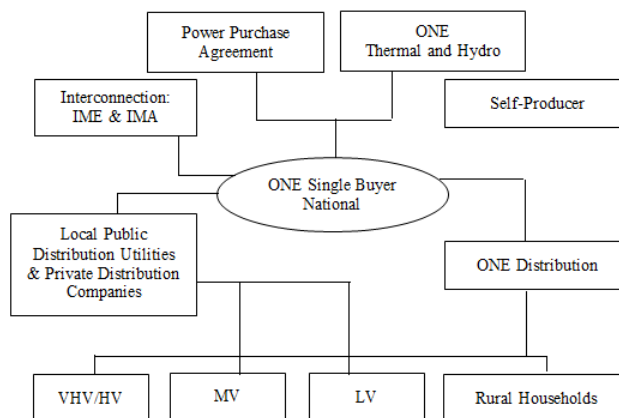 Power Purchase
Agreement
ONE
Thermal and Hydro
Interconnection:
IME & IMA
Self-Producer
ONE Single Buyer
National
Local Public
Distribution Utilities
& Private Distribution
Companies
ONE Distribution
VHV/HV
MV
LV
Rural Households